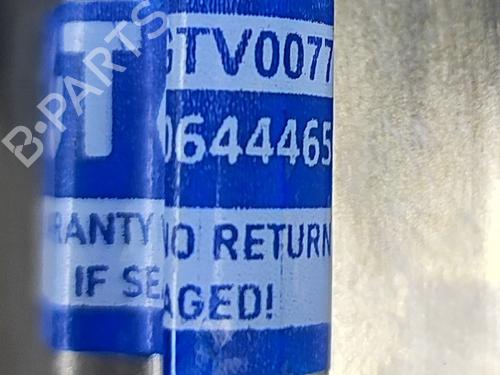 GTV0077
T
0644465
RANTY NO RETURN
IF SE AGED!
B-PARTS